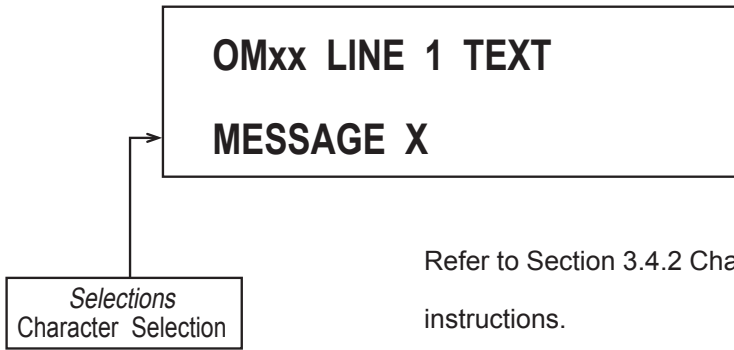 OMxx LINE 1 TEXT
MESSAGE X
Refer to Section 3.4.2
instructions.
Selections
Character Selection